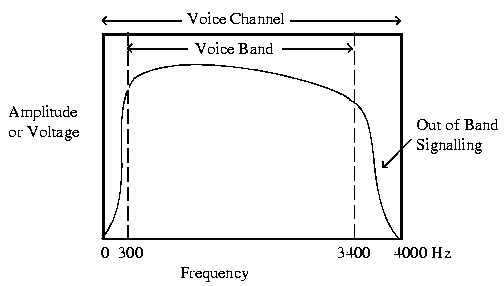 Voice Channel
Voice Band
Amplitude
or Voltage
Out of Band
Signalling
0 300 3400 4000 Hz
Frequency